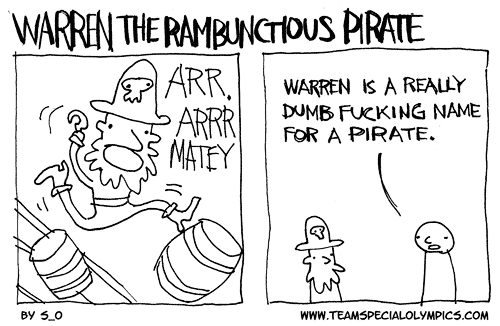 WARREN THE RAMBUNCTIOUS PIRATE
ARR.
ARRR
MATEY
WARREN IS A REALLY
DUMB FUCKING NAME
FOR A PIRATE.
BY S_O
WWW.TEAMSPECIALOLYMPICS.COM